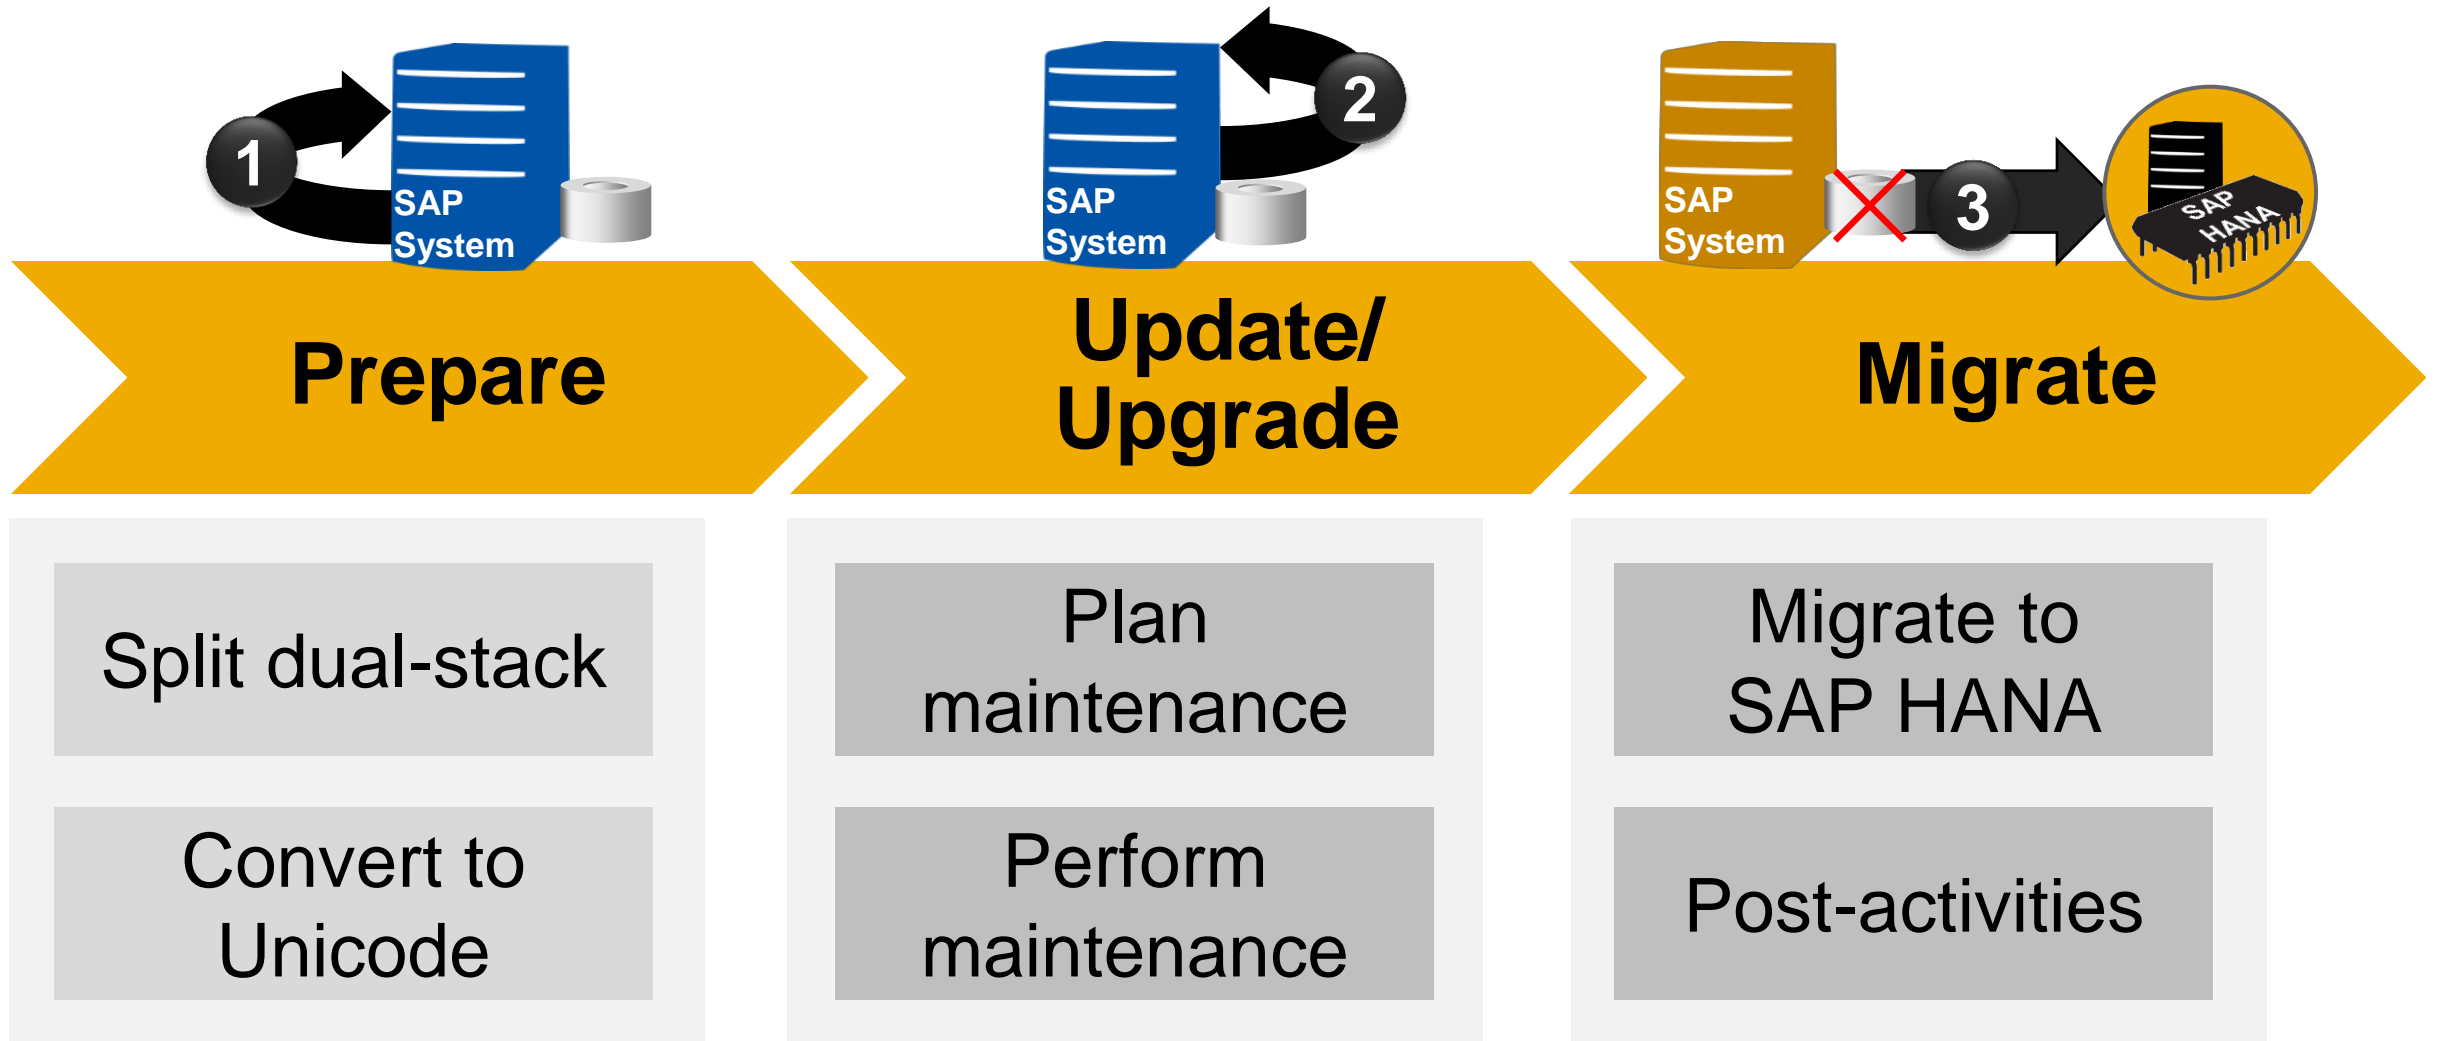 1
SAP
System
2
SAP
System
SAP
System
3
SAP
HANA
Prepare
Update/
Upgrade
Migrate
Split dual-stack
Convert to
Unicode
Plan
maintenance
Perform
maintenance
Migrate to
SAP HANA
Post-activities